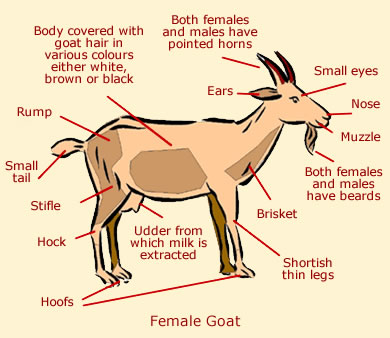 Both females
and males have
pointed horns
Body covered with
goat hair in
various colours
either white,
brown or black
Small eyes
Ears
Nose
Rump
Muzzle
Small
tail
Both females
and males
have beards
Stifle
Brisket
Hock
Udder from
which milk is
extracted
Shortish
thin legs
Hoofs
Female Goat